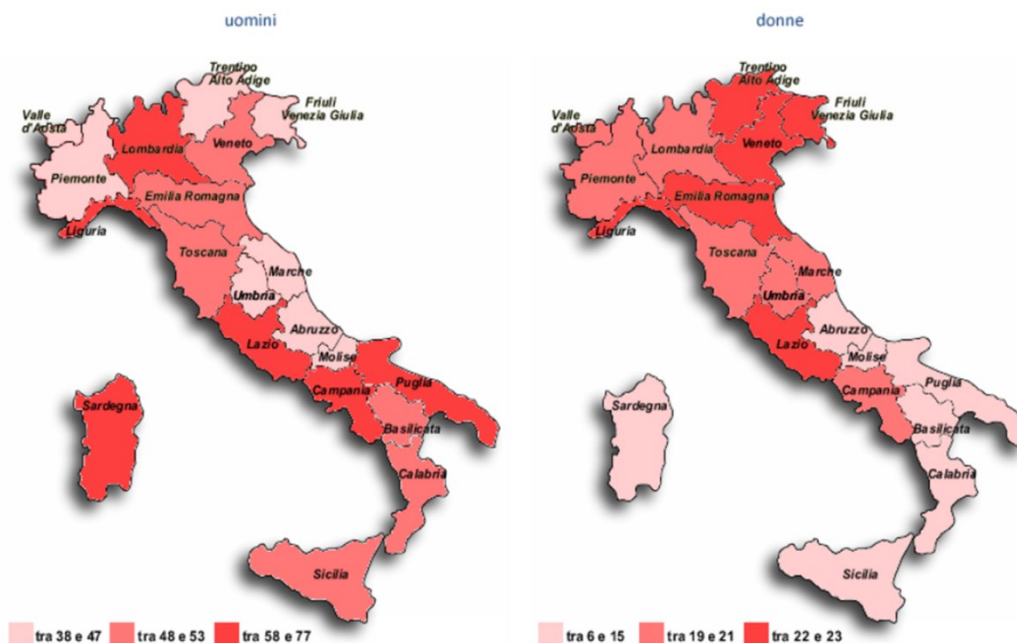 uomini
Trentino
Alto Adige
Friuli
Venezia Giulia
Valle
d'Aosta
Lombardia
Veneto
Piemonte
Emilia Romagna
Liguria
Toscana
Marche
Umbria
Abruzzo
Lazio
Molise
Campania
Puglia
Sardegna
Basilicata
Calabria
Sicilia
tra 38 e 47
tra 48 e 53
tra 58 e 77
donne
Trentino
Alto Adige
Friuli
Venezia Giulia
Valle
d'Aosta
Lombardia
Veneto
Piemonte
Emilia Romagna
Liguria
Toscana
Marche
Umbria
Abruzzo
Lazio
Molise
Campania
Puglia
Sardegna
Basilicata
Calabria
Sicilia
tra 6 e 15
tra 19 e 21
tra 22 e 23